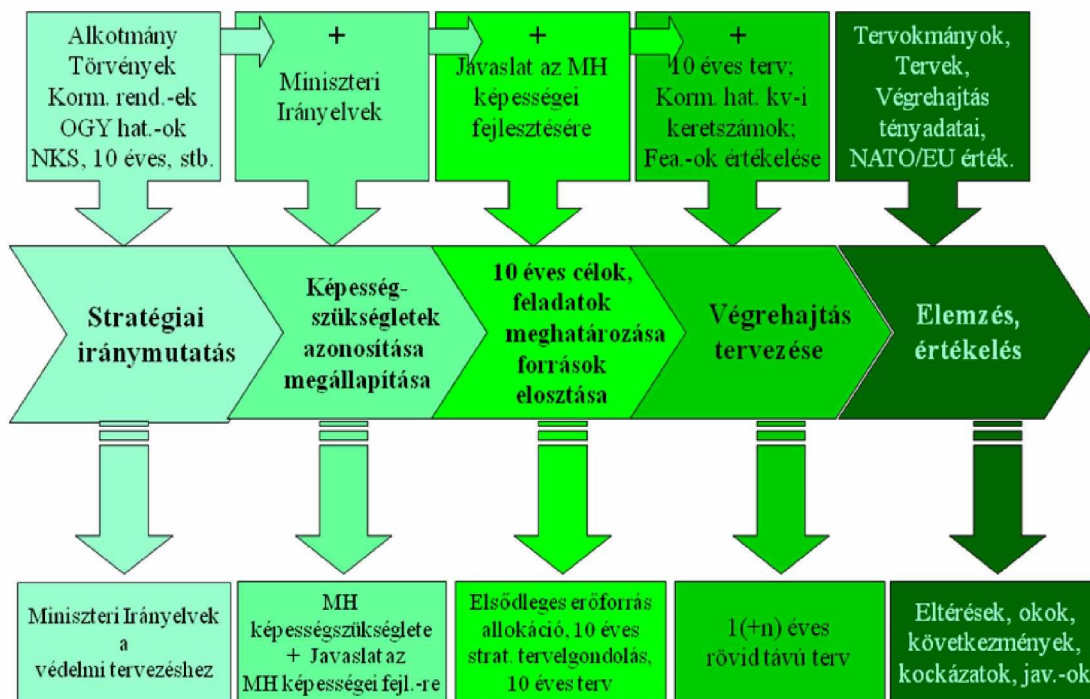 Alkotmány
Törvények
Korm. rend.-ek
OGY hat.-ok
NKS, 10 éves, stb.
+
Miniszteri
Irányelvek
+
Javaslat az MH
képességei
fejlesztésére
+
10 éves terv;
Korm. hat. kv-i
keretszámok;
Fea.-ok értékelése
Tervokmányok,
Tervek,
Végrehajtás
tényadatai,
NATO/EU érték.
Stratégiai
iránymutatás
Képesség-
szükségletek
azonosítása
megállapítása
10 éves célok,
feladatok
meghatározása
források
elosztása
Végrehajtás
tervezése
Elemzés,
értékelés
Miniszteri Irányelvek
a
védelmi tervezéshez
MH
képességszükséglete
+ Javaslat az
MH képességei fejl.-re
Elsődleges erőforrás
allokáció, 10 éves
strat. tervelgondolás,
10 éves terv
1(+n) éves
rövid távú terv
Eltérések, okok,
következmények,
kockázatok, jav.-ok